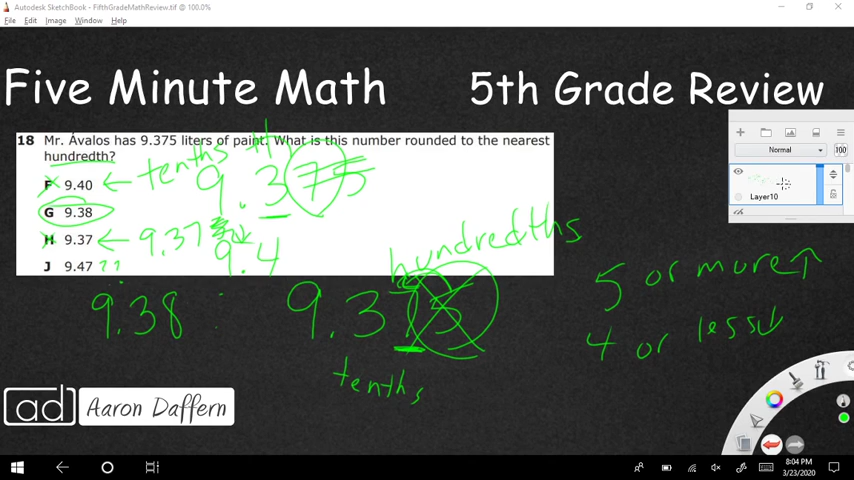 Autodesk SketchBook - FifthGradeMathReview.tif @ 100.0%
File Edit Image Window Help
Five Minute Math 5th Grade Review
18 Mr. Ávalos has 9.375 liters of paint. What is this number rounded to the nearest
hundredth?
F 9.40 ← tenths th 9.375
G 9.38
H 9.37 ← 9.37
9.4
J 9.47 ??
hundredths
9.38 : 9.375
tenths
5 or more↑
4 or less↓
Normal 100
Layer10
ad Aaron Daffern
8:04 PM
3/23/2020